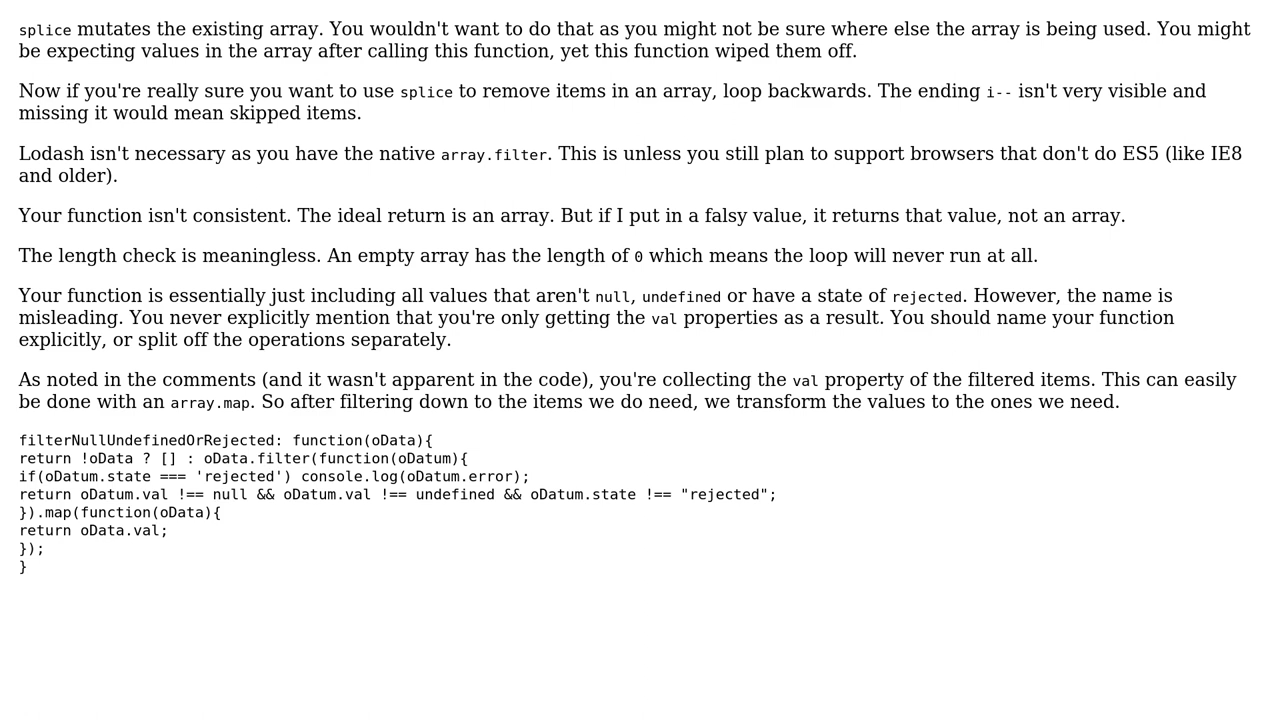 splice mutates the existing array. You wouldn't want to do that as you might not be sure where else the array is being used. You might
be expecting values in the array after calling this function, yet this function wiped them off.
Now if you're really sure you want to use splice to remove items in an array, loop backwards. The ending i-- isn't very visible and
missing it would mean skipped items.
Lodash isn't necessary as you have the native array.filter. This is unless you still plan to support browsers that don't do ES5 (like IE8
and older).
Your function isn't consistent. The ideal return is an array. But if I put in a falsy value, it returns that value, not an array.
The length check is meaningless. An empty array has the length of 0 which means the loop will never run at all.
Your function is essentially just including all values that aren't null, undefined or have a state of rejected. However, the name is
misleading. You never explicitly mention that you're only getting the val properties as a result. You should name your function
explicitly, or split off the operations separately.
As noted in the comments (and it wasn't apparent in the code), you're collecting the val property of the filtered items. This can easily
be done with an array.map. So after filtering down to the items we do need, we transform the values to the ones we need.
filterNullUndefinedOrRejected: function(oData){
return !oData ? [] : oData.filter(function(oDatum){
if(oDatum.state === 'rejected') console.log(oDatum.error);
return oDatum.val !== null && oDatum.val !== undefined && oDatum.state !== "rejected";
}).map(function(oData){
return oData.val;
});
}